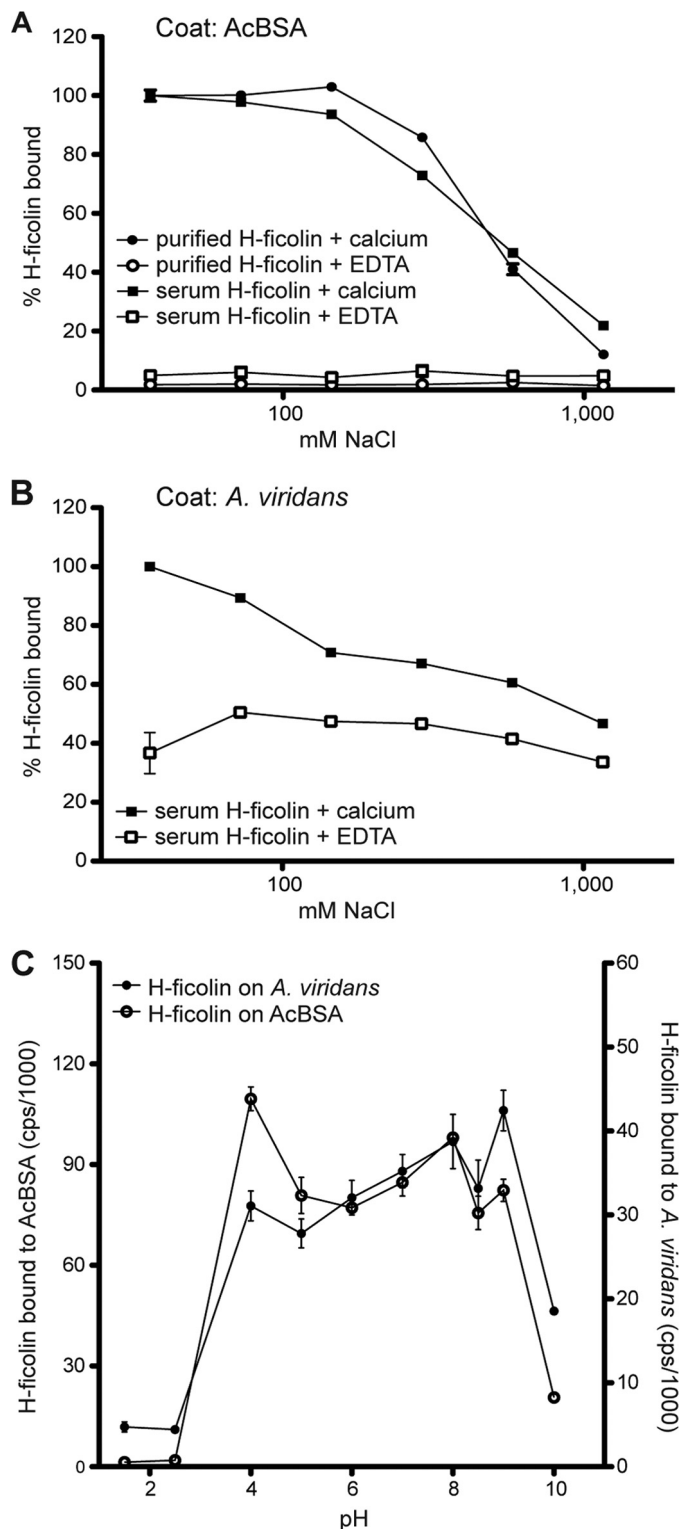 A
Coat: AcBSA
120
100
80
60
40
20
0
% H-ficolin bound
purified H-ficolin + calcium
purified H-ficolin + EDTA
serum H-ficolin + calcium
serum H-ficolin + EDTA
100
1,000
mM NaCl
B
Coat: A. viridans
120
100
80
60
40
20
0
% H-ficolin bound
serum H-ficolin + calcium
serum H-ficolin + EDTA
100
1,000
mM NaCl
C
150
120
90
60
30
0
H-ficolin bound to AcBSA (cps/1000)
H-ficolin on A. viridans
H-ficolin on AcBSA
60
50
40
30
20
10
0
H-ficolin bound to A. viridans (cps/1000)
2
4
6
8
10
pH